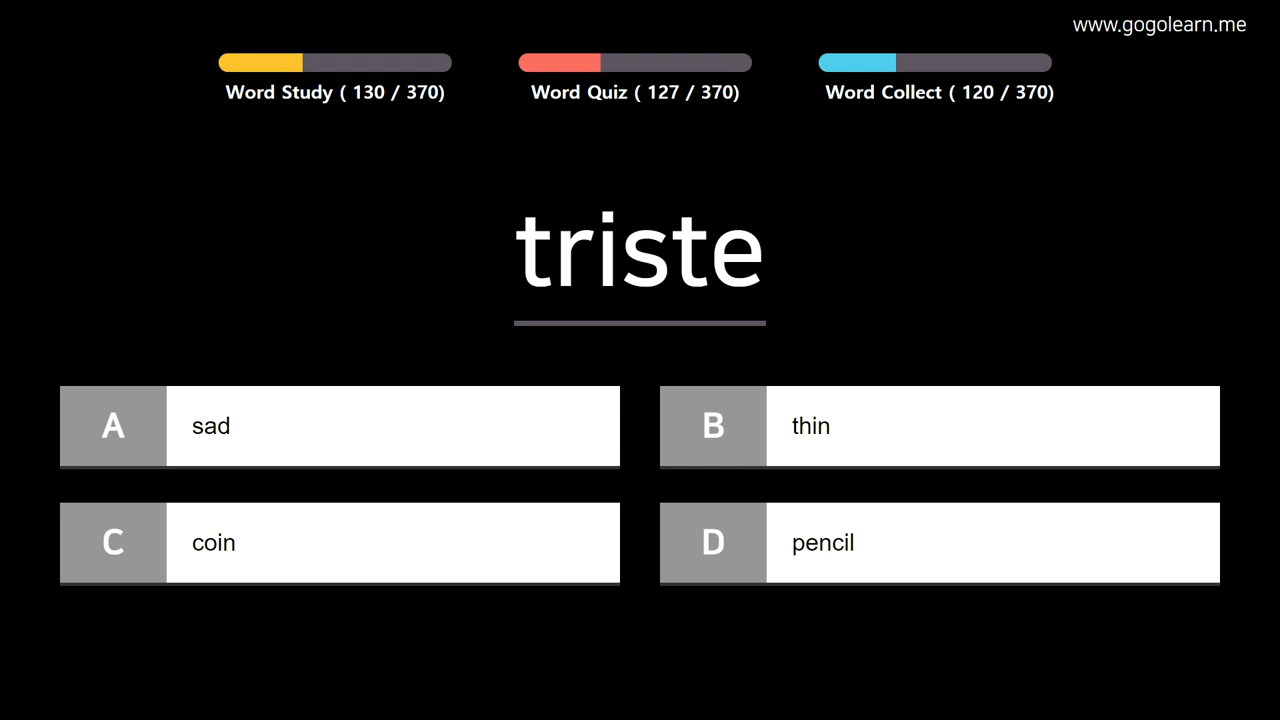 www.gogolearn.me
Word Study ( 130 / 370)
Word Quiz ( 127 / 370)
Word Collect ( 120 / 370)
triste
A sad
B thin
C coin
D pencil